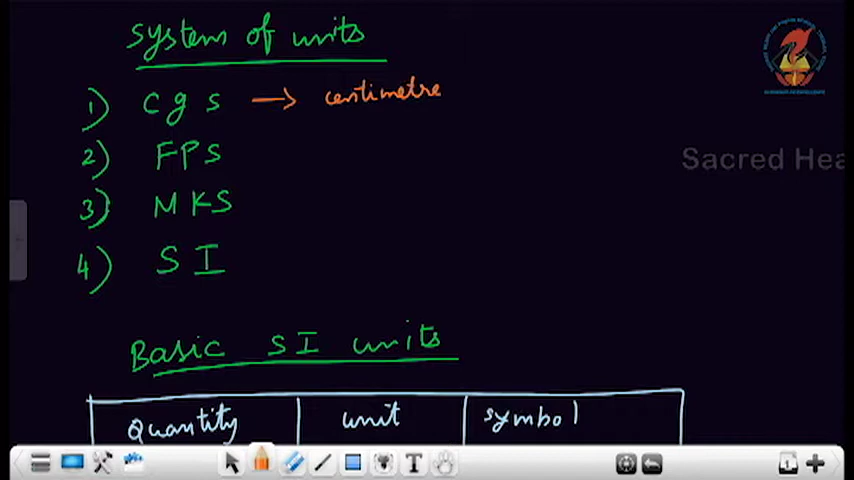 System of units
1) cgs → centimetre
2) FPS
3) MKS
4) SI
Basic SI units
Quantity unit symbol
Sacred Hea